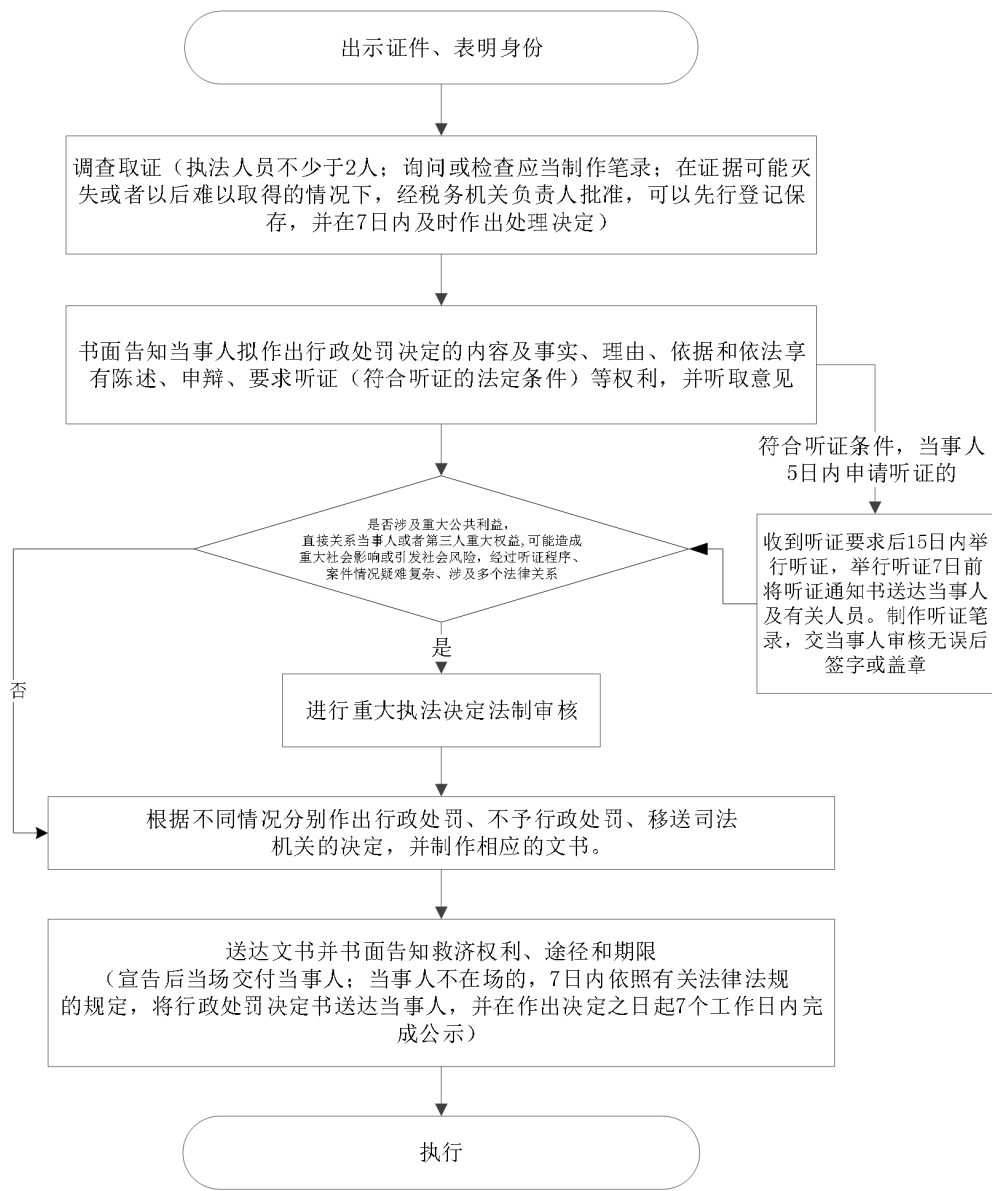 出示证件、表明身份
调查取证（执法人员不少于2人；询问或检查应当制作笔录；在证据可能灭
失或者以后难以取得的情况下，经税务机关负责人批准，可以先行登记保
存，并在7日内及时作出处理决定）
书面告知当事人拟作出行政处罚决定的内容及事实、理由、依据和依法享
有陈述、申辩、要求听证（符合听证的法定条件）等权利，并听取意见
符合听证条件，当事人
5日内申请听证的
收到听证要求后15日内举
行听证，举行听证7日前
将听证通知书送达当事人
及有关人员。制作听证笔
录，交当事人审核无误后
签字或盖章
是否涉及重大公共利益，
直接关系当事人或者第三人重大权益,可能造成
重大社会影响或引发社会风险，经过听证程序、
案件情况疑难复杂、涉及多个法律关系
是
否
进行重大执法决定法制审核
根据不同情况分别作出行政处罚、不予行政处罚、移送司法
机关的决定，并制作相应的文书。
送达文书并书面告知救济权利、途径和期限
（宣告后当场交付当事人；当事人不在场的，7日内依照有关法律法规
的规定，将行政处罚决定书送达当事人，并在作出决定之日起7个工作日内完
成公示）
执行